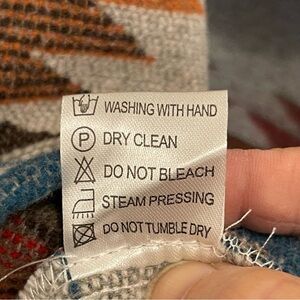 WASHING WITH HAND
P DRY CLEAN
DO NOT BLEACH
STEAM PRESSING
DO NOT TUMBLE DRY